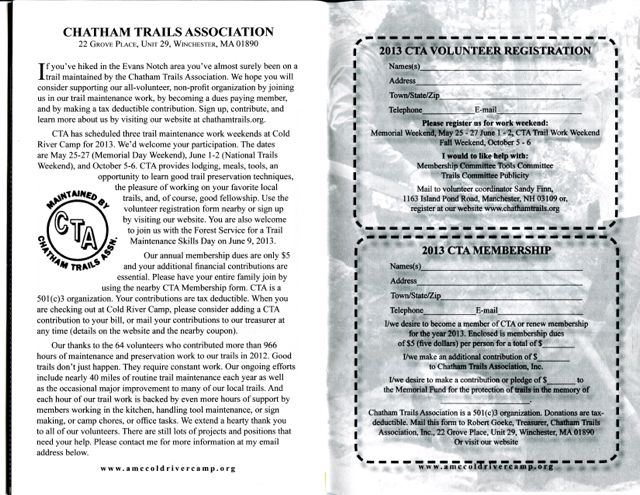 CHATHAM TRAILS ASSOCIATION
22 GROVE PLACE, UNIT 29, WINCHESTER, MA 01890
If you've hiked in the Evans Notch area you've almost surely been on a
trail maintained by the Chatham Trails Association. We hope you will
consider supporting our all-volunteer, non-profit organization by joining
us in our trail maintenance work, by becoming a dues paying member,
and by making a tax deductible contribution. Sign up, contribute, and
learn more about us by visiting our website at chathamtrails.org.
CTA has scheduled three trail maintenance work weekends at Cold
River Camp for 2013. We'd welcome your participation. The dates
are May 25-27 (Memorial Day Weekend), June 1-2 (National Trails
Weekend), and October 5-6. CTA provides lodging, meals, tools, an
opportunity to learn good trail preservation techniques,
the pleasure of working on your favorite local
trails, and, of course, good fellowship. Use the
volunteer registration form nearby or sign up
by visiting our website. You are also welcome
to join us with the Forest Service for a Trail
Maintenance Skills Day on June 9, 2013.
MAINTAINED BY
CTA
CHATHAM TRAILS ASSN.
Our annual membership dues are only $5
and your additional financial contributions are
essential. Please have your entire family join by
using the nearby CTA Membership form. CTA is a
501(c)3 organization. Your contributions are tax deductible. When you
are checking out at Cold River Camp, please consider adding a CTA
contribution to your bill, or mail your contributions to our treasurer at
any time (details on the website and the nearby coupon).
Our thanks to the 64 volunteers who contributed more than 966
hours of maintenance and preservation work to our trails in 2012. Good
trails don't just happen. They require constant work. Our ongoing efforts
include nearly 40 miles of routine trail maintenance each year as well
as the occasional major improvement to many of our local trails. And
each hour of our trail work is backed by even more hours of support by
members working in the kitchen, handling tool maintenance, or sign
making, or camp chores, or office tasks. We extend a hearty thank you
to all of our volunteers. There are still lots of projects and positions that
need your help. Please contact me for more information at my email
address below.
www.amccoldrivercamp.org
2013 CTA VOLUNTEER REGISTRATION
Names(s)
Address
Town/State/Zip
Telephone E-mail
Please register us for work weekend:
Memorial Weekend, May 25 - 27 June 1 - 2, CTA Trail Work Weekend
Fall Weekend, October 5 - 6
I would like help with:
Membership Committee Tools Committee
Trails Committee Publicity
Mail to volunteer coordinator Sandy Finn,
1163 Island Pond Road, Manchester, NH 03109 or,
register at our website www.chathamtrails.org
2013 CTA MEMBERSHIP
Names(s)
Address
Town/State/Zip
Telephone E-mail
I/we desire to become a member of CTA or renew membership
for the year 2013. Enclosed is membership dues
of $5 (five dollars) per person for a total of $
I/we make an additional contribution of $
to Chatham Trails Association, Inc.
I/we desire to make a contribution or pledge of $ to
the Memorial Fund for the protection of trails in the memory of
Chatham Trails Association is a 501(c)3 organization. Donations are tax-
deductible. Mail this form to Robert Goeke, Treasurer, Chatham Trails
Association, Inc., 22 Grove Place, Unit 29, Winchester, MA 01890
Or visit our website
www.amccoldrivercamp.org